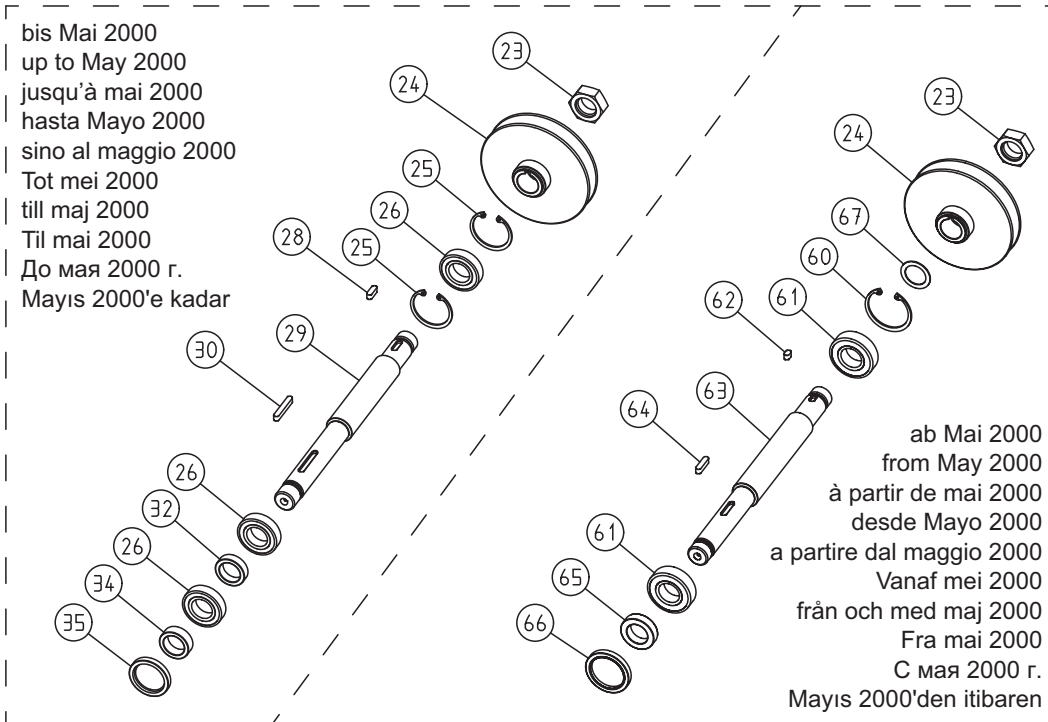 bis Mai 2000
up to May 2000
jusqu'à mai 2000
hasta Mayo 2000
sino al maggio 2000
Tot mei 2000
till maj 2000
Til mai 2000
До мая 2000 г.
Mayıs 2000'e kadar
23
24
25
26
28
25
29
30
26
32
26
34
35
23
24
67
60
61
62
63
64
61
65
66
ab Mai 2000
from May 2000
à partir de mai 2000
desde Mayo 2000
a partire dal maggio 2000
Vanaf mei 2000
från och med maj 2000
Fra mai 2000
С мая 2000 г.
Mayıs 2000'den itibaren